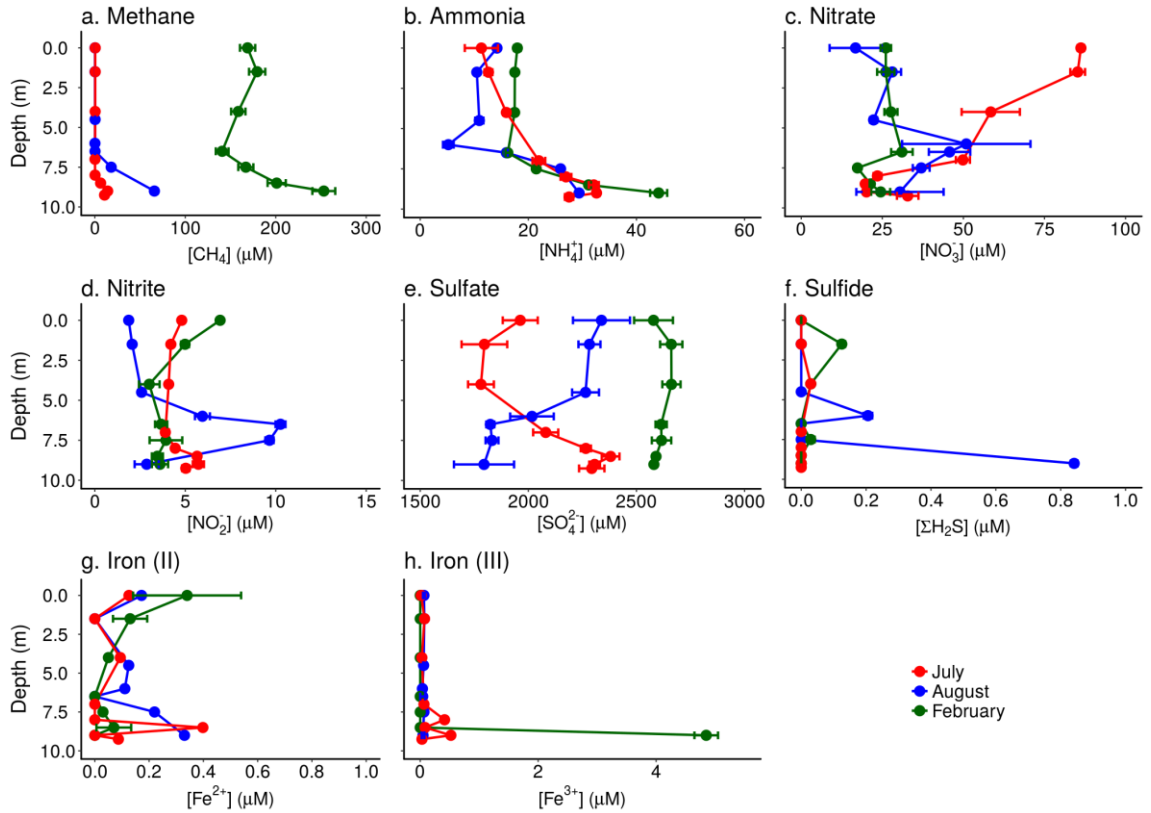 a. Methane
b. Ammonia
c. Nitrate
Depth (m)
0.0
2.5
5.0
7.5
10.0
0 100 200 300
0 20 40 60
0 25 50 75 100
[CH₄] (μM)
[NH₄⁺] (μM)
[NO₃⁻] (μM)
d. Nitrite
e. Sulfate
f. Sulfide
Depth (m)
0.0
2.5
5.0
7.5
10.0
0 5 10 15
1500 2000 2500 3000
0.0 0.2 0.4 0.6 0.8 1.0
[NO₂⁻] (μM)
[SO₄²⁻] (μM)
[ΣH₂S] (μM)
g. Iron (II)
h. Iron (III)
Depth (m)
0.0
2.5
5.0
7.5
10.0
0.0 0.2 0.4 0.6 0.8 1.0
0 2 4
[Fe²⁺] (μM)
[Fe³⁺] (μM)
July
August
February